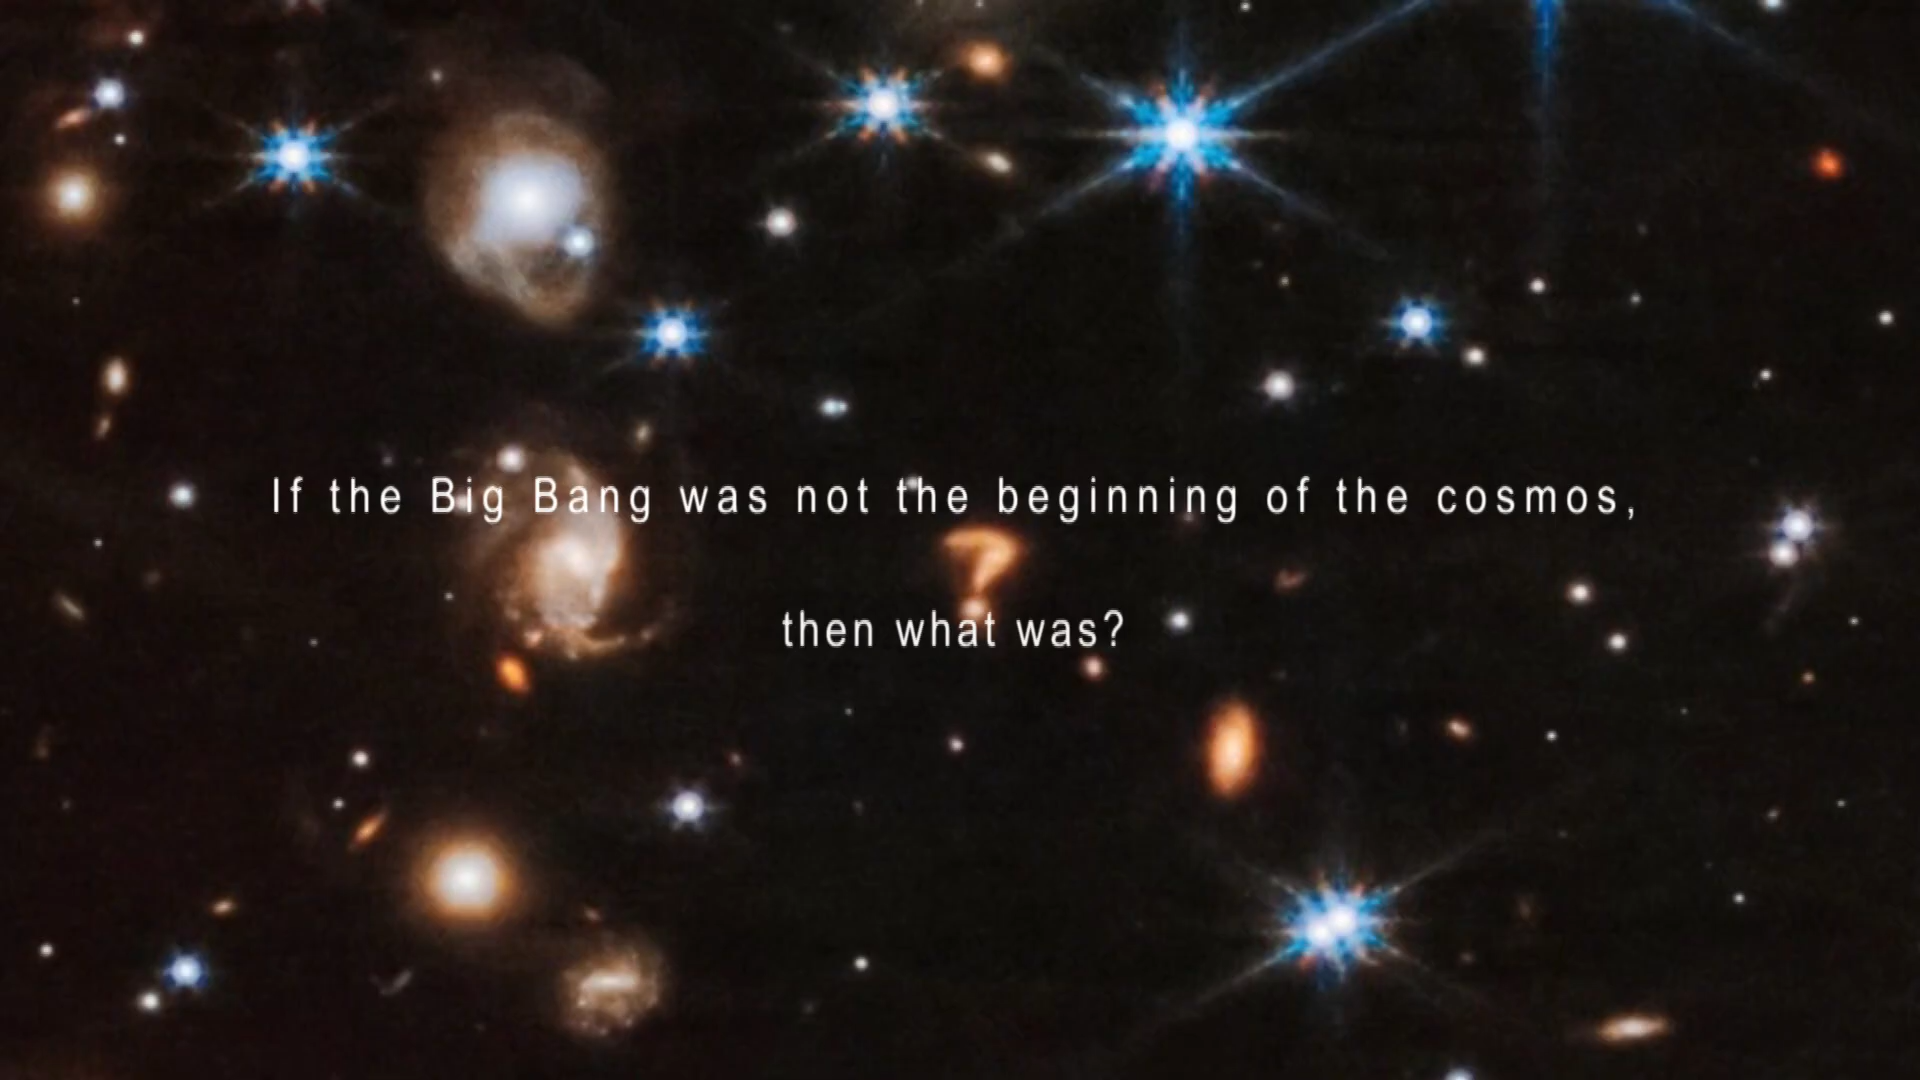 If the Big Bang was not the beginning of the cosmos,
then what was?